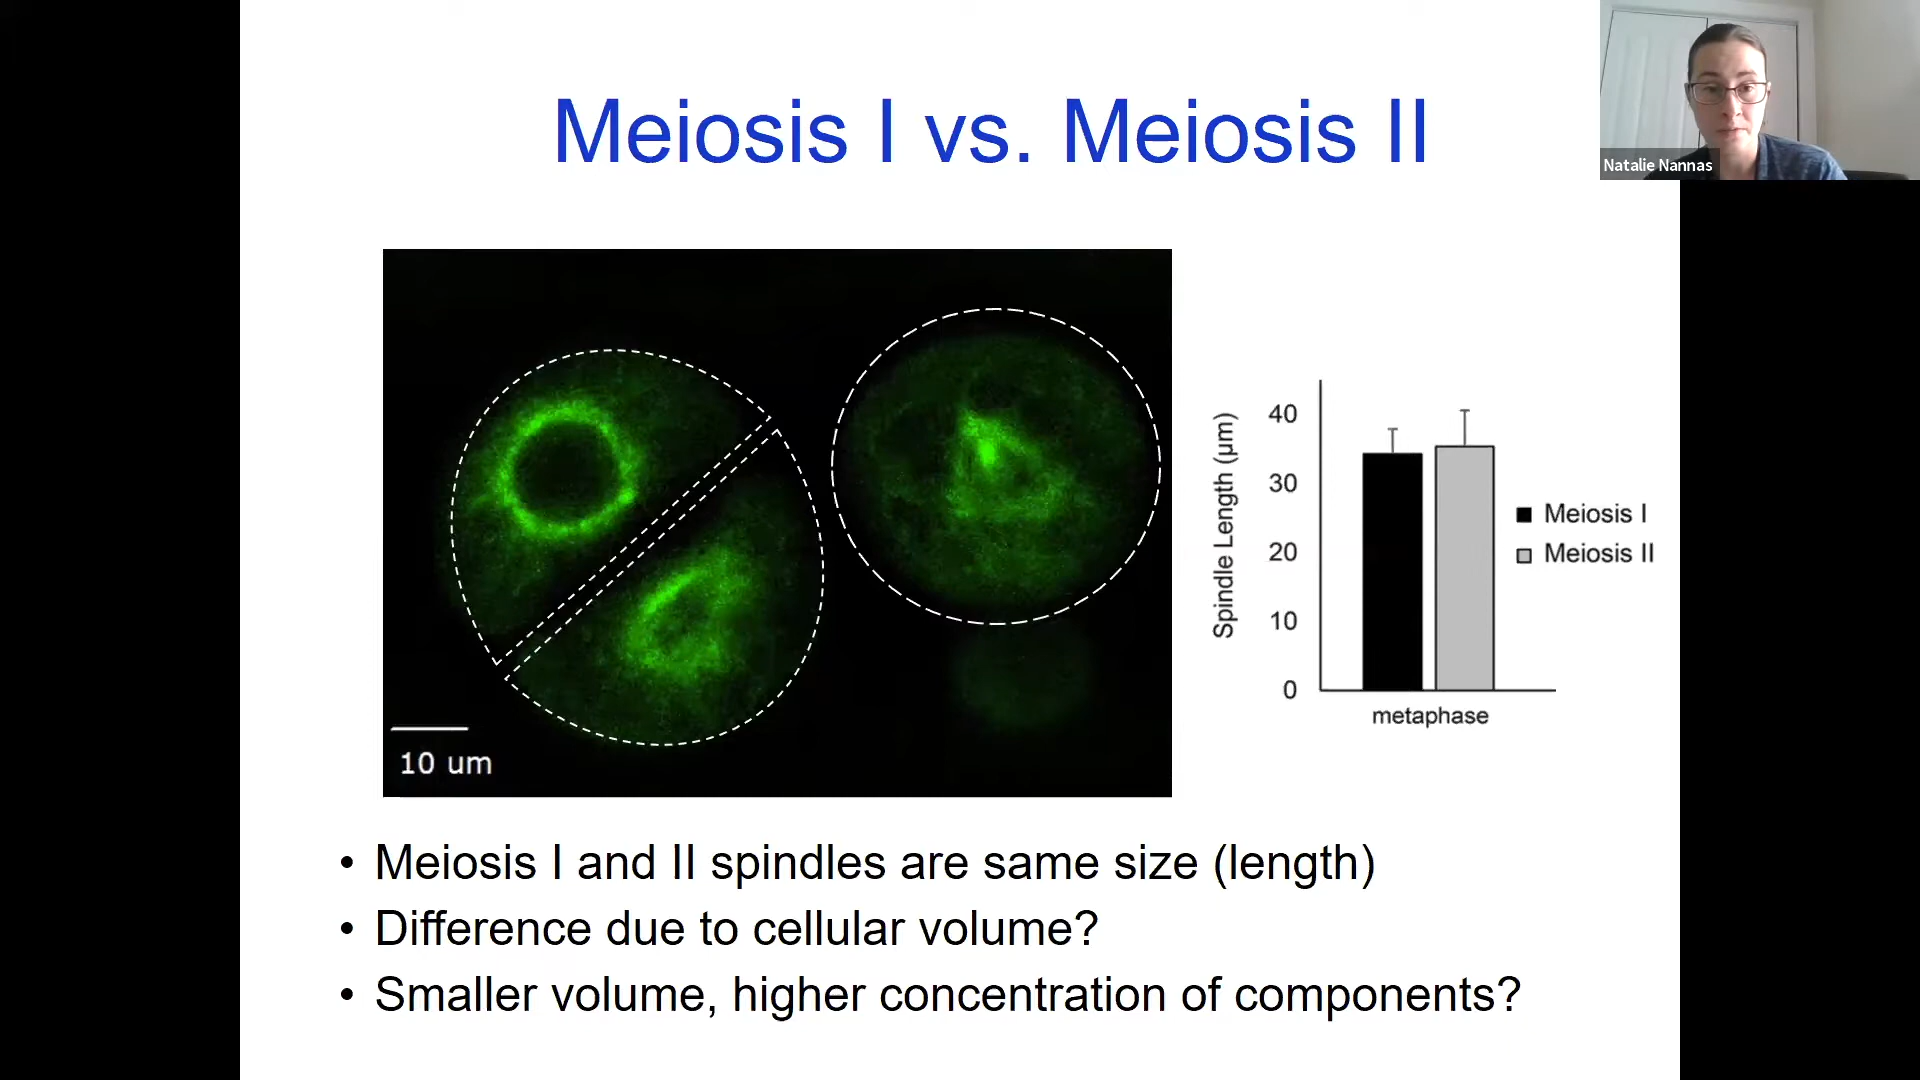 Meiosis I vs. Meiosis II
Natalie Nannas
10 um
Spindle Length (μm)
40
30
20
10
0
metaphase
Meiosis I
Meiosis II
• Meiosis I and II spindles are same size (length)
• Difference due to cellular volume?
• Smaller volume, higher concentration of components?